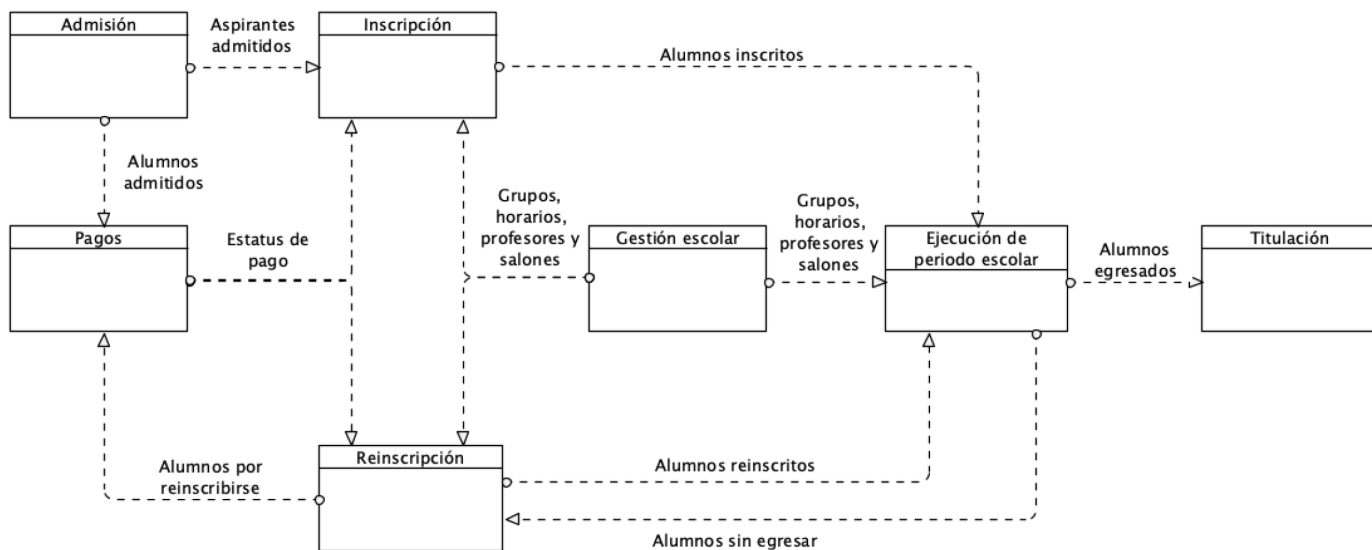 Admisión
Aspirantes
admitidos
Inscripción
Alumnos inscritos
Alumnos
admitidos
Pagos
Estatus de
pago
Grupos,
horarios,
profesores y
salones
Gestión escolar
Grupos,
horarios,
profesores y
salones
Ejecución de
periodo escolar
Alumnos
egresados
Titulación
Alumnos por
reinscribirse
Reinscripción
Alumnos reinscritos
Alumnos sin egresar